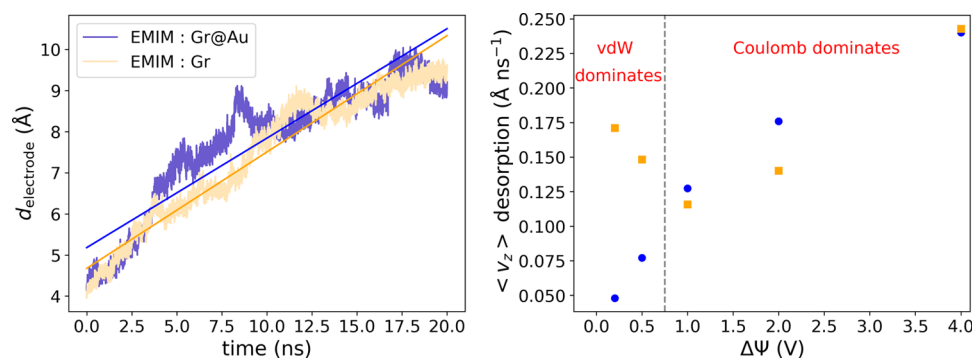 EMIM : Gr@Au
EMIM : Gr
10
9
8
7
6
5
4
d_electrode (Å)
0.0 2.5 5.0 7.5 10.0 12.5 15.0 17.5 20.0
time (ns)
vdW
dominates
Coulomb dominates
0.250
0.225
0.200
0.175
0.150
0.125
0.100
0.075
0.050
< v_z > desorption (Å ns⁻¹)
0.0 0.5 1.0 1.5 2.0 2.5 3.0 3.5 4.0
ΔΨ (V)